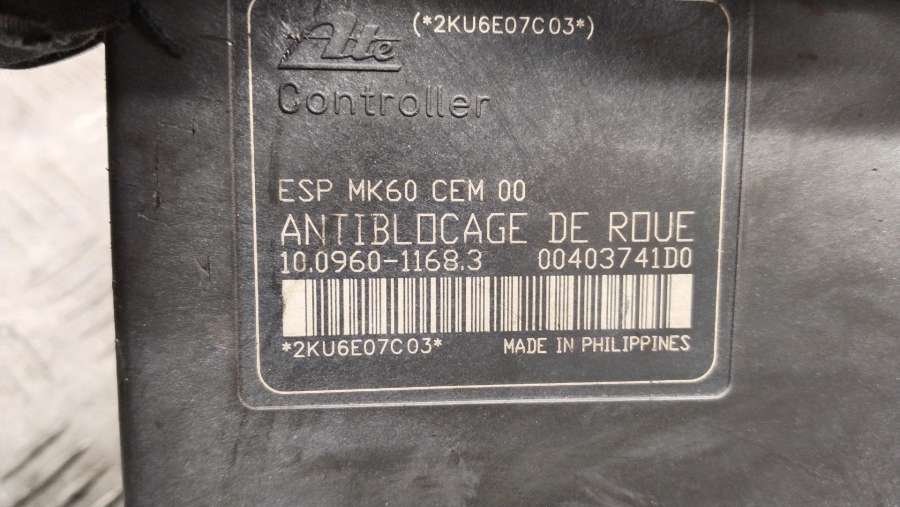 (*2KU6E07C03*)
Ate
Controller
ESP MK60 CEM 00
ANTIBLOCAGE DE ROUE
10.0960-1168.3 00403741D0
*2KU6E07C03*
MADE IN PHILIPPINES